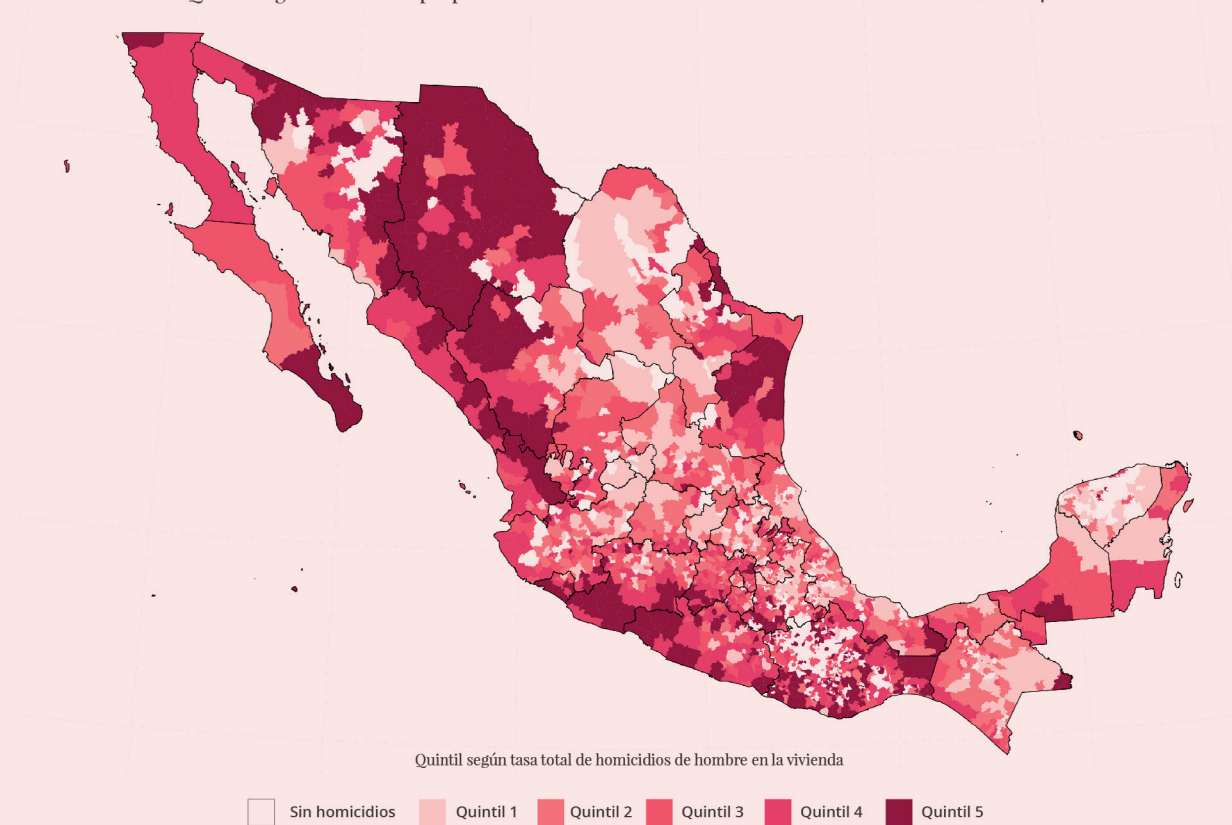 Quintil según tasa total de homicidios de hombre en la vivienda
Sin homicidios Quintil 1 Quintil 2 Quintil 3 Quintil 4 Quintil 5